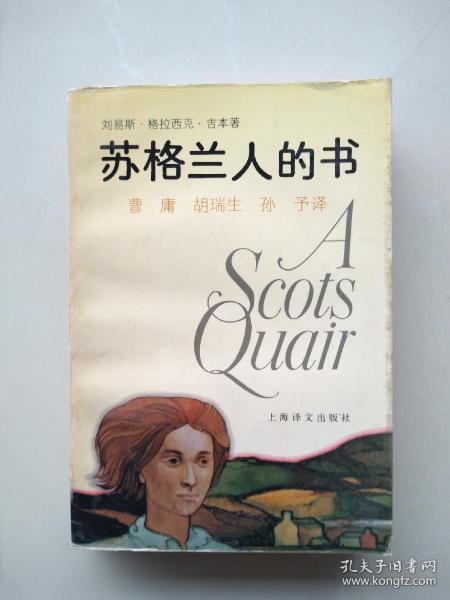 刘易斯·格拉西克·吉本著
苏格兰人的书
曹庸 胡瑞生 孙予译
A
Scots
Quair
上海译文出版社
孔夫子旧书网
www.kongfz.com